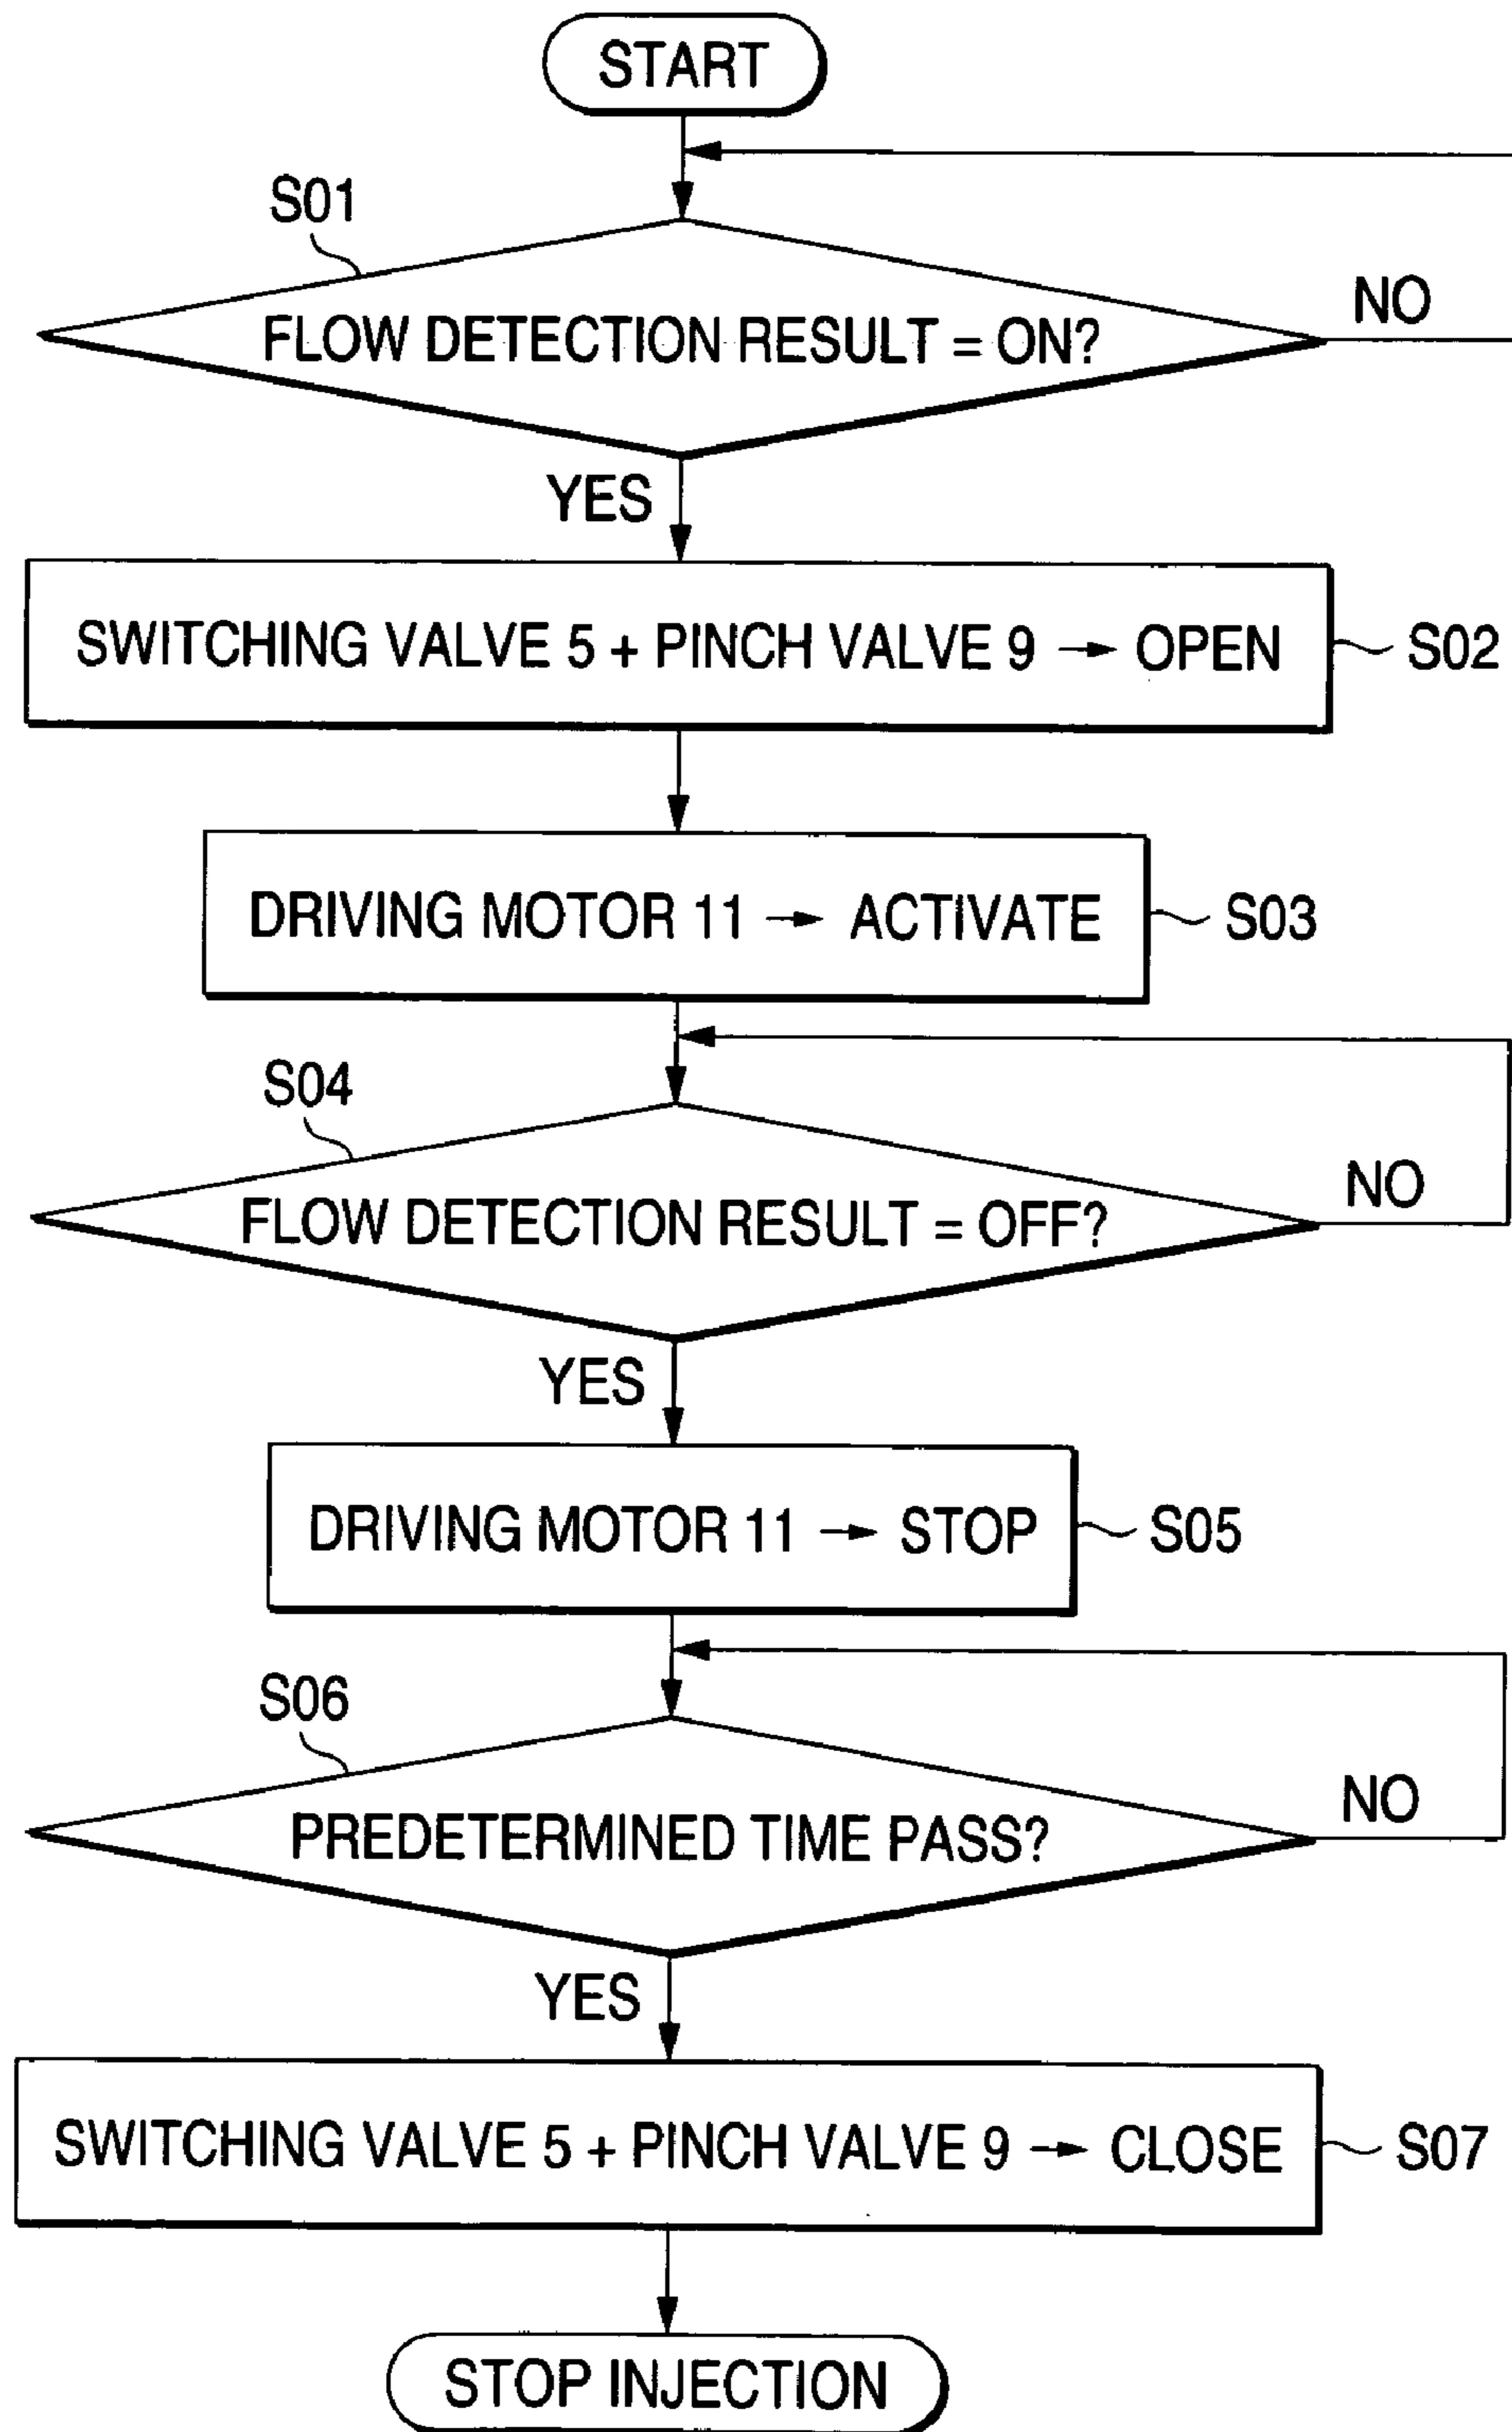 START
S01
FLOW DETECTION RESULT = ON?
NO
YES
SWITCHING VALVE 5 + PINCH VALVE 9 → OPEN
S02
DRIVING MOTOR 11 → ACTIVATE
S03
S04
FLOW DETECTION RESULT = OFF?
NO
YES
DRIVING MOTOR 11 → STOP
S05
S06
PREDETERMINED TIME PASS?
NO
YES
SWITCHING VALVE 5 + PINCH VALVE 9 → CLOSE
S07
STOP INJECTION